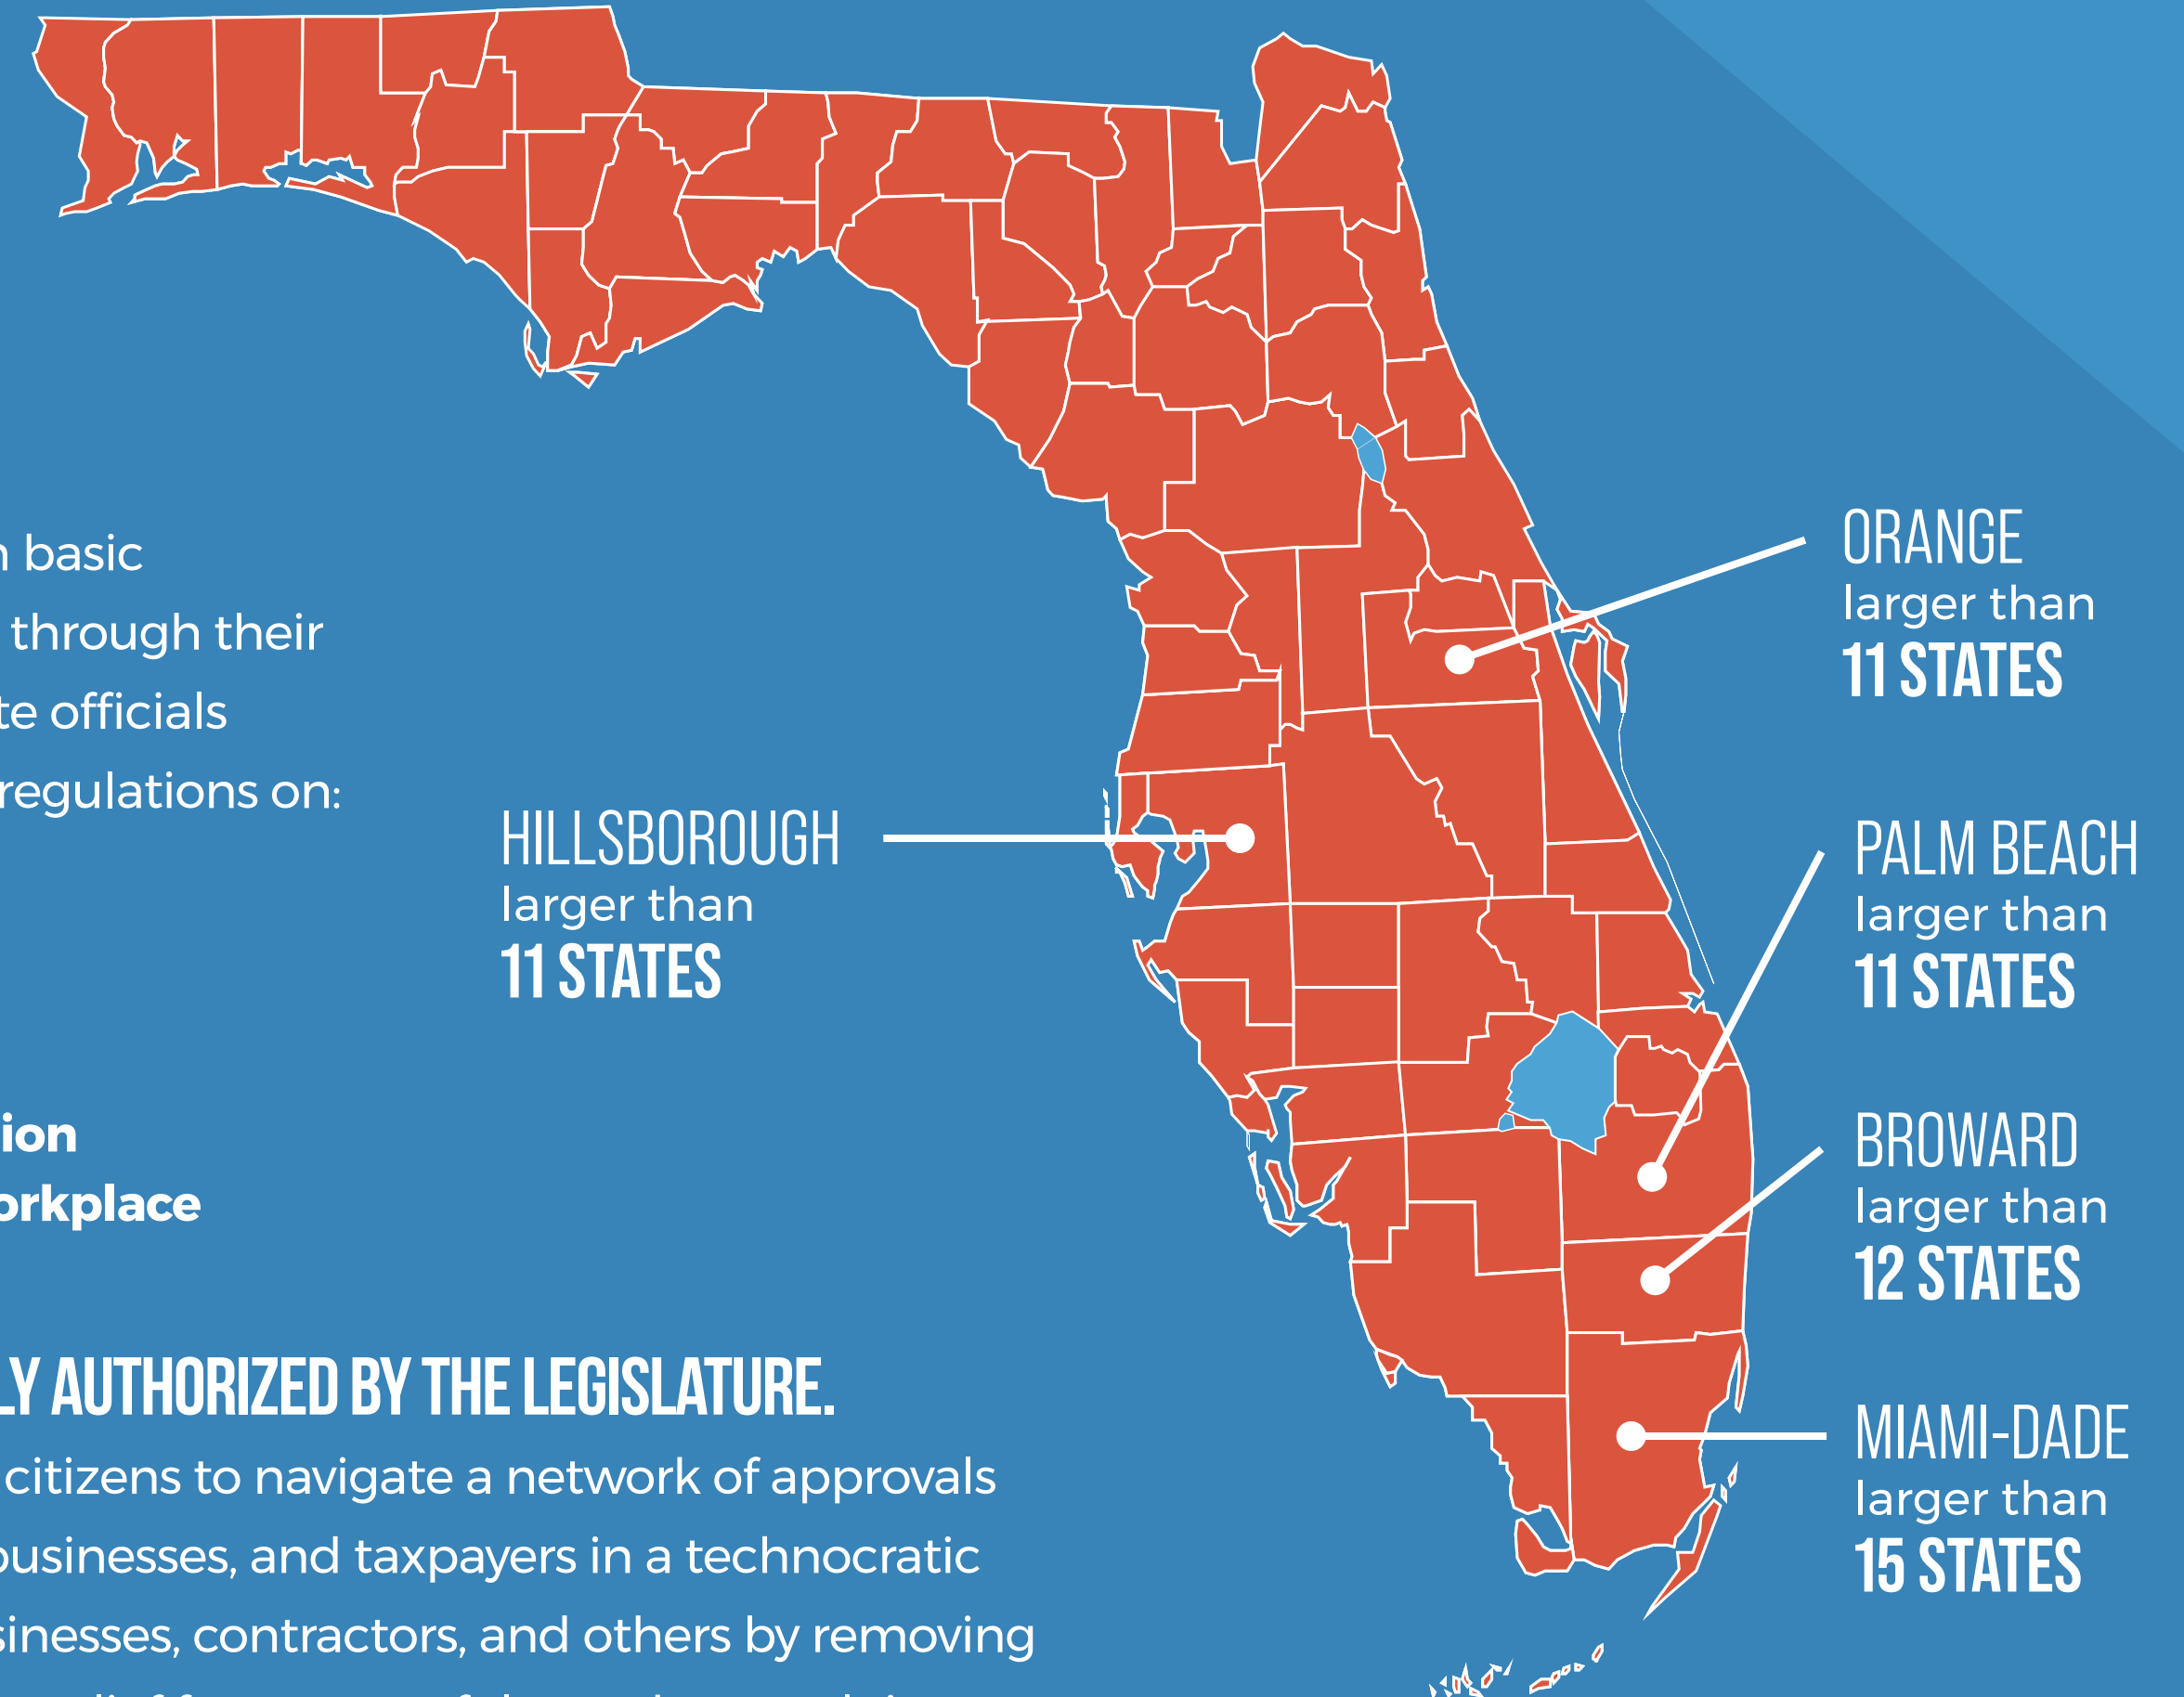 basic
through their
officials
regulations on:
HILLSBOROUGH
larger than
11 STATES
ORANGE
larger than
11 STATES
PALM BEACH
larger than
11 STATES
BROWARD
larger than
12 STATES
MIAMI-DADE
larger than
15 STATES
ion
orkplace
LY AUTHORIZED BY THE LEGISLATURE.
citizens to navigate a network of approvals
businesses, and taxpayers in a technocratic
sinesses, contractors, and others by removing